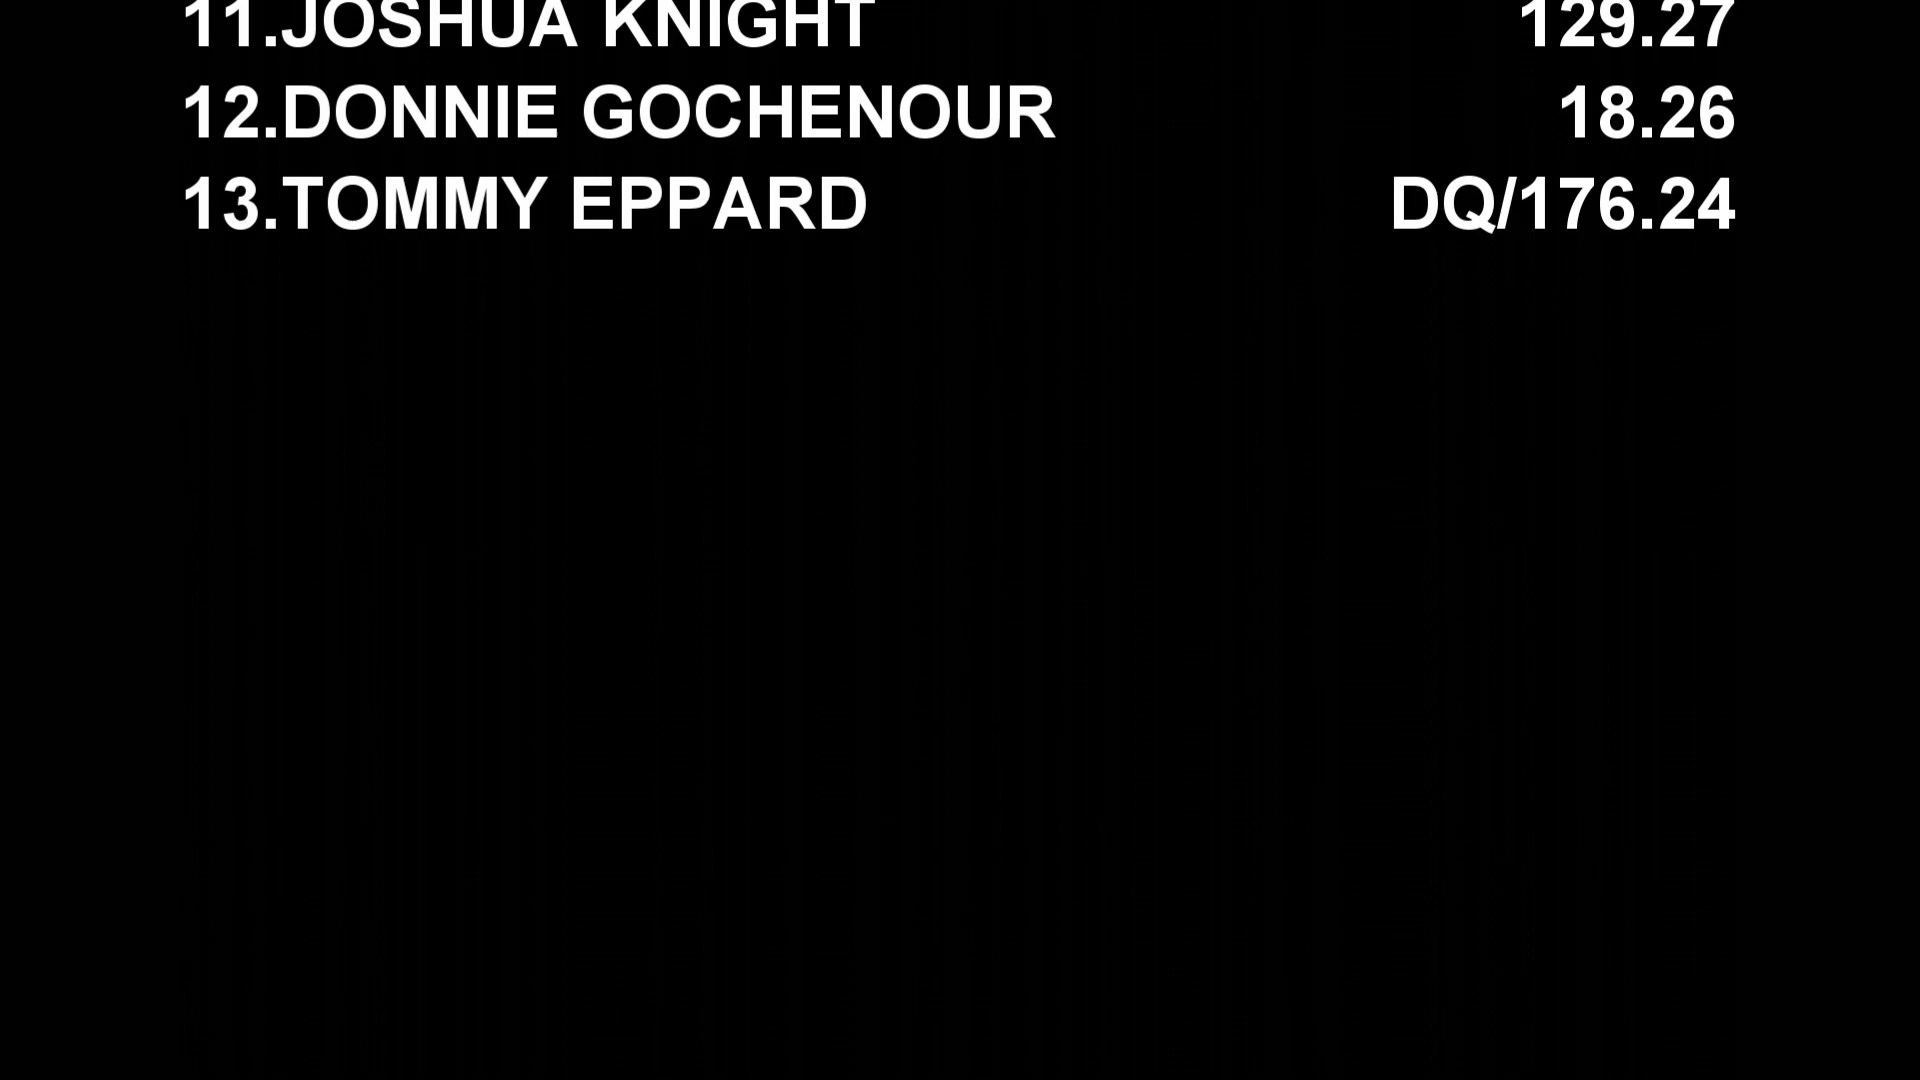 11.JOSHUA KNIGHT 129.27
12.DONNIE GOCHENOUR 18.26
13.TOMMY EPPARD DQ/176.24